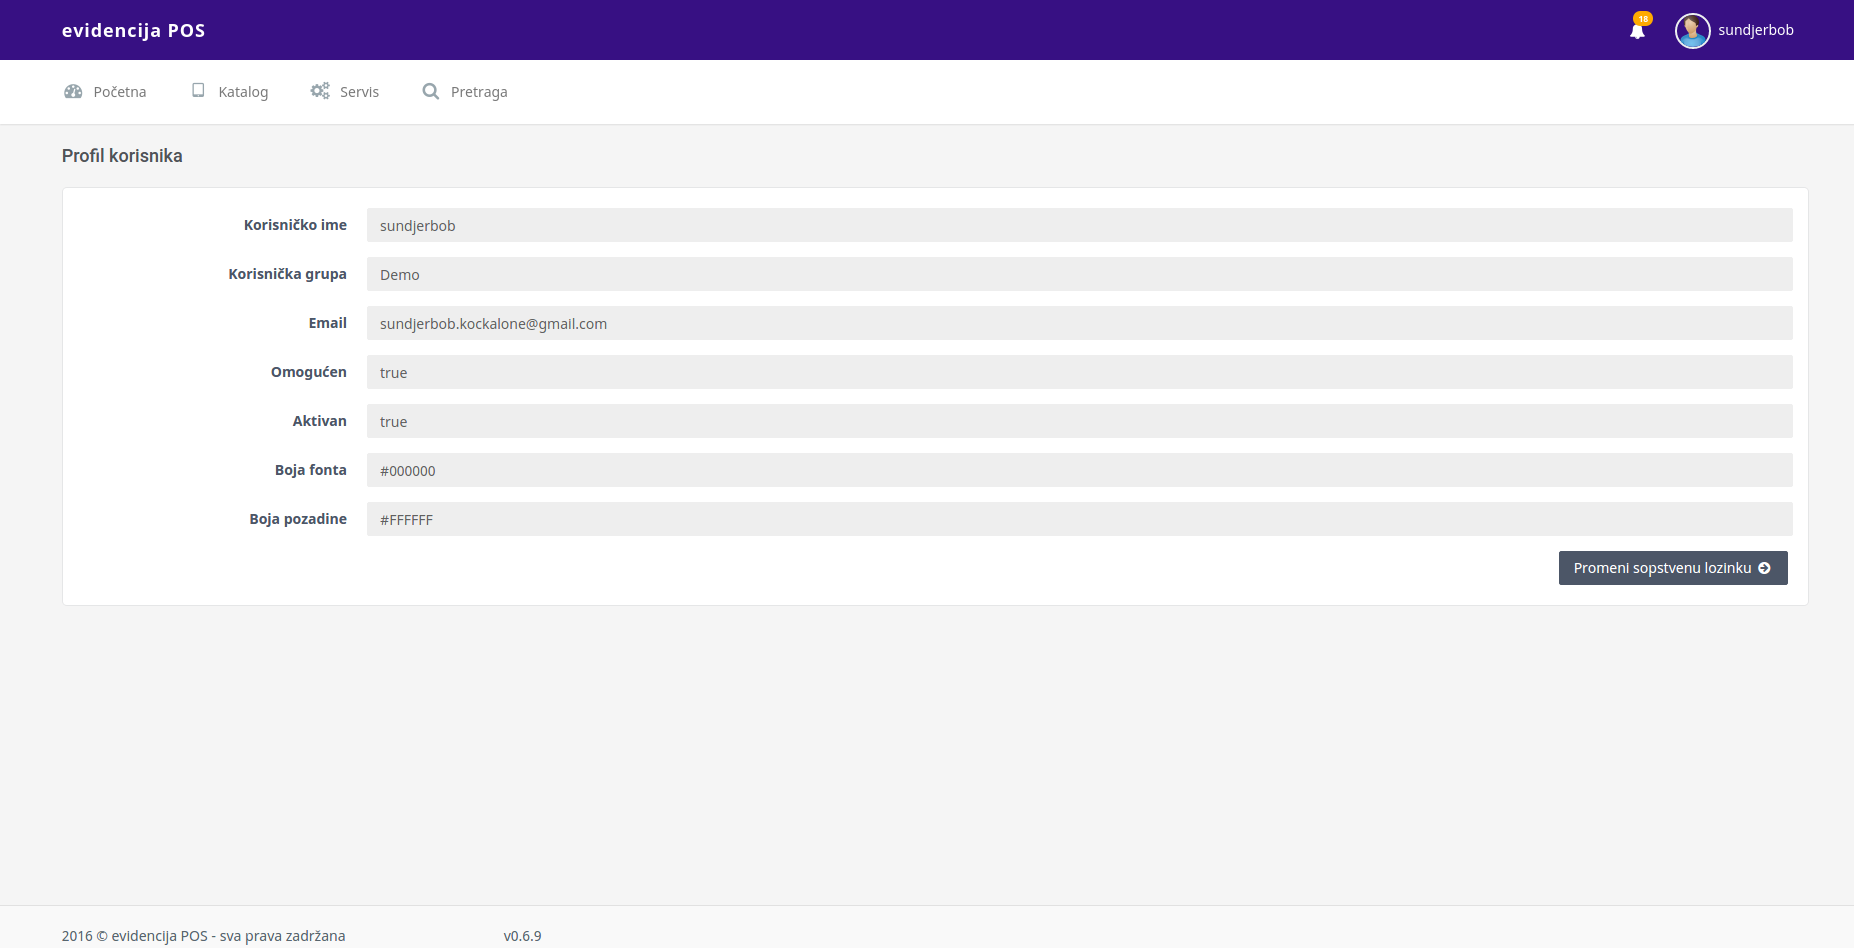 evidencija POS
18
sundjerbob
Početna
Katalog
Servis
Pretraga
Profil korisnika
Korisničko ime
sundjerbob
Korisnička grupa
Demo
Email
sundjerbob.kockalone@gmail.com
Omogućen
true
Aktivan
true
Boja fonta
#000000
Boja pozadine
#FFFFFF
Promeni sopstvenu lozinku
2016 © evidencija POS - sva prava zadržana
v0.6.9